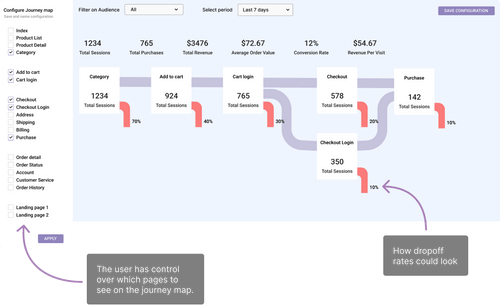 Configure Journey map
Save and name configuration
Filter on Audience
All
Select period
Last 7 days
SAVE CONFIGURATION
Index
Product List
Product Detail
Category
Add to cart
Cart login
Checkout
Checkout Login
Address
Shipping
Billing
Purchase
Order detail
Order Status
Account
Customer Service
Order History
Landing page 1
Landing page 2
APPLY
1234
Total Sessions
765
Total Purchases
$3476
Total Revenue
$72.67
Average Order Value
12%
Conversion Rate
$54.67
Revenue Per Visit
Category
1234
Total Sessions
70%
Add to cart
924
Total Sessions
40%
Cart login
765
Total Sessions
30%
Checkout
578
Total Sessions
20%
Purchase
142
Total Sessions
10%
Checkout Login
350
Total Sessions
10%
The user has control
over which pages to
see on the journey map.
How dropoff
rates could look